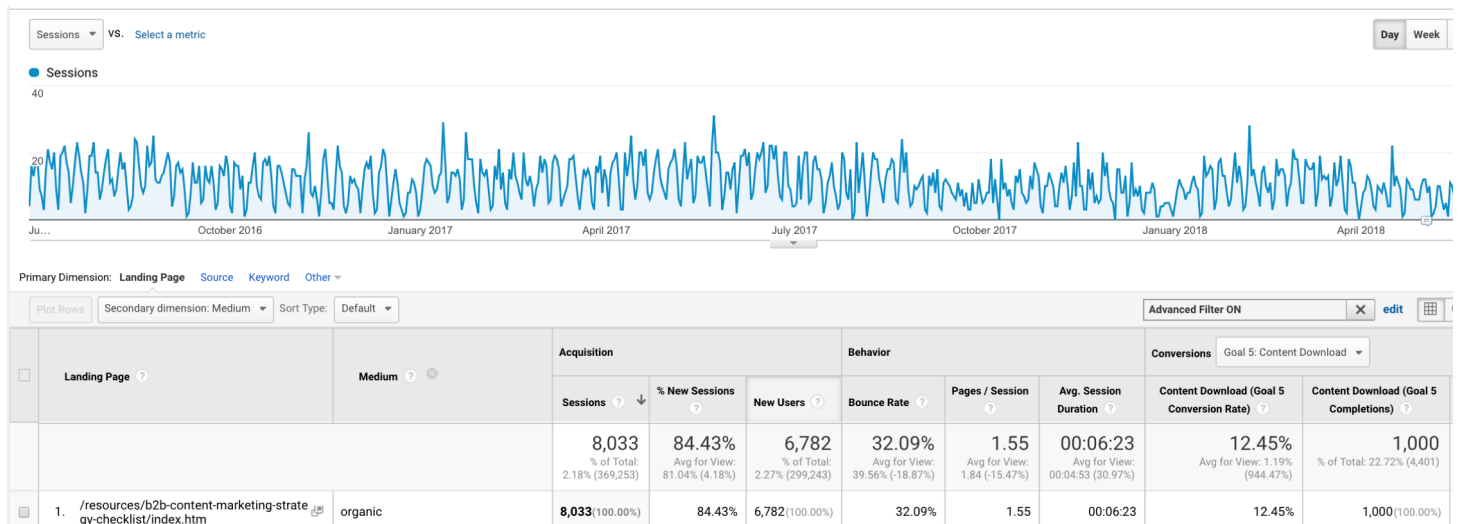 Sessions VS. Select a metric
Day Week
Sessions
40
20
Ju... October 2016 January 2017 April 2017 July 2017 October 2017 January 2018 April 2018
Primary Dimension: Landing Page Source Keyword Other
Plot Rows Secondary dimension: Medium Sort Type: Default Advanced Filter ON edit
Acquisition Behavior Conversions Goal 5: Content Download
Landing Page ? Medium ?
Sessions ? % New Sessions ? New Users ? Bounce Rate ? Pages / Session ? Avg. Session Duration ? Content Download (Goal 5 Conversion Rate) ? Content Download (Goal 5 Completions) ?
8,033 84.43% 6,782 32.09% 1.55 00:06:23 12.45% 1,000
% of Total: Avg for View: % of Total: Avg for View: Avg for View: Avg for View: Avg for View: 1.19% % of Total: 22.72% (4,401)
2.18% (369,253) 81.04% (4.18%) 2.27% (299,243) 39.56% (-18.87%) 1.84 (-15.47%) 00:04:53 (30.97%) (944.47%)
1. /resources/b2b-content-marketing-strate organic 8,033(100.00%) 84.43% 6,782(100.00%) 32.09% 1.55 00:06:23 12.45% 1,000(100.00%)
gy-checklist/index.htm